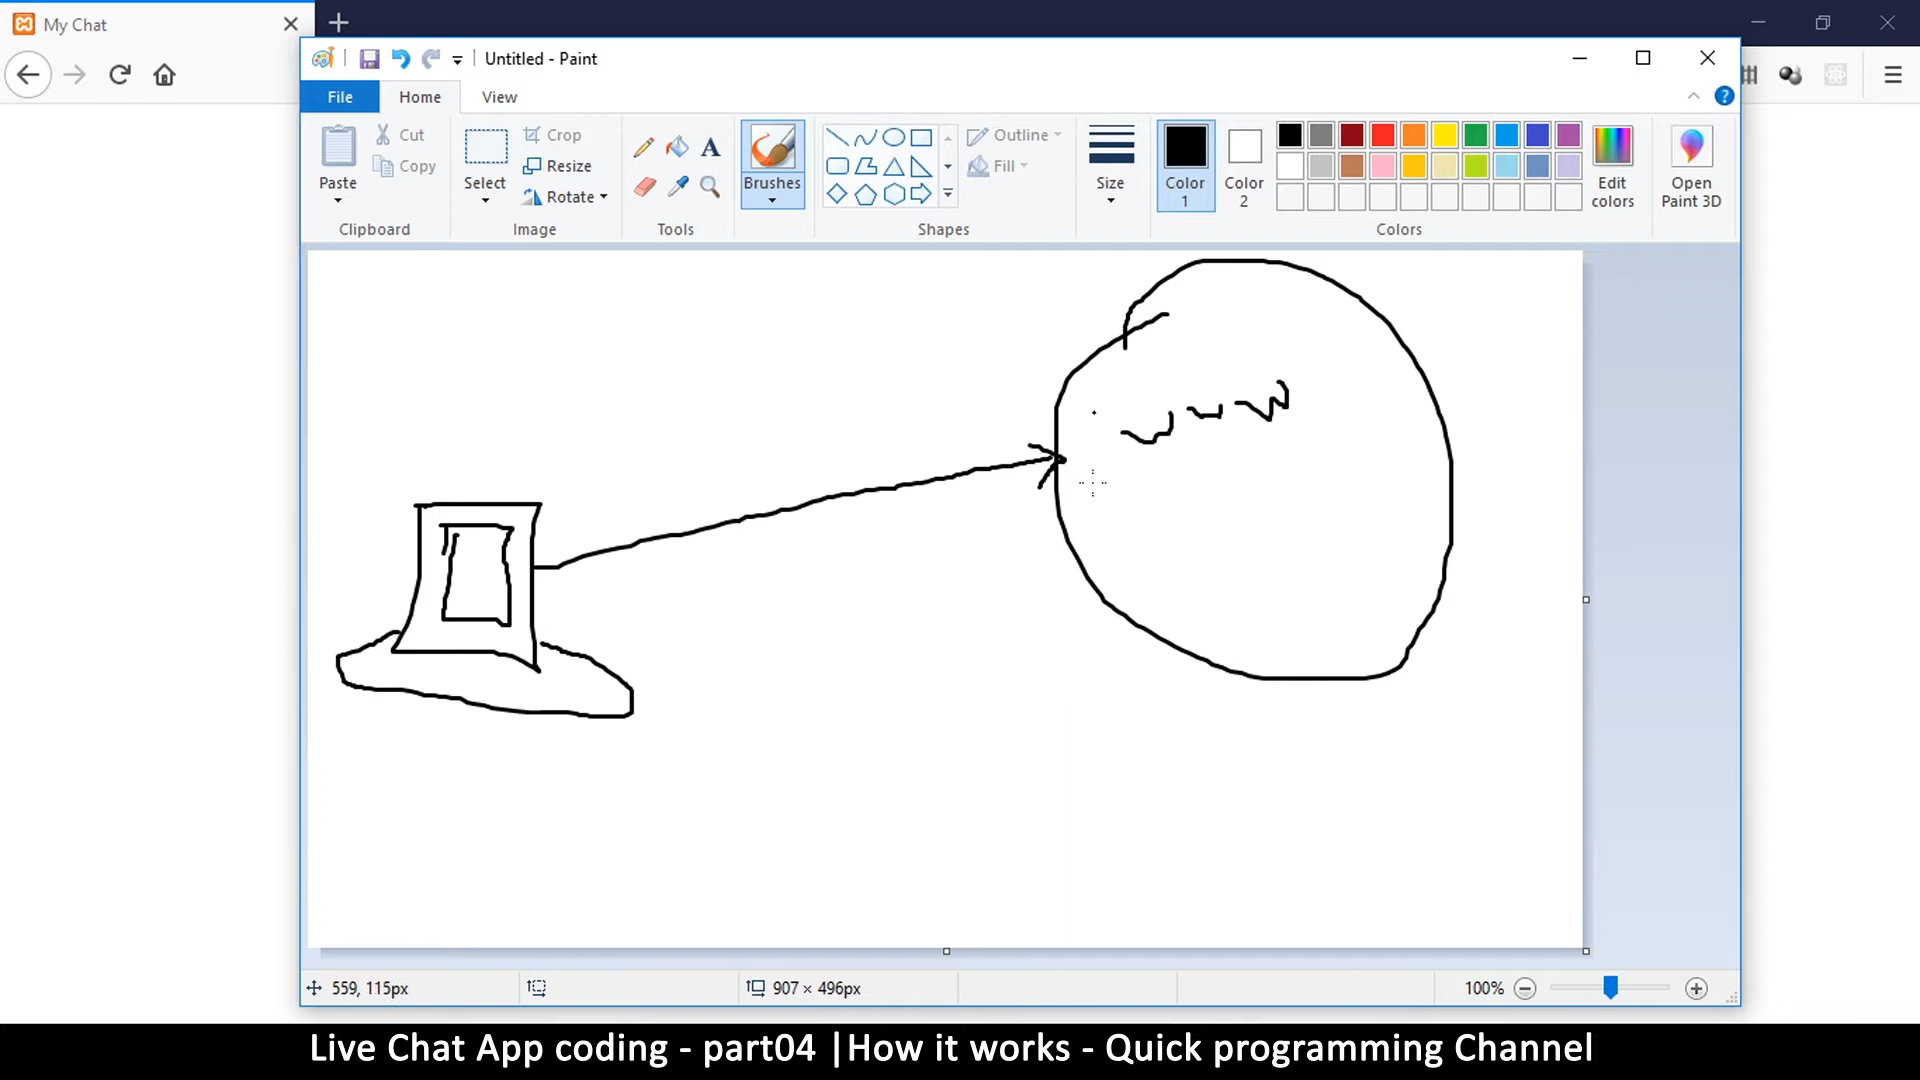 My Chat
Untitled - Paint
File Home View
Paste
Cut
Copy
Clipboard
Select
Crop
Resize
Rotate
Image
A
Tools
Brushes
Outline
Fill
Shapes
Size
Color 1
Color 2
Edit colors
Colors
Open Paint 3D
?
559, 115px
907 × 496px
100%
Live Chat App coding - part04 |How it works - Quick programming Channel